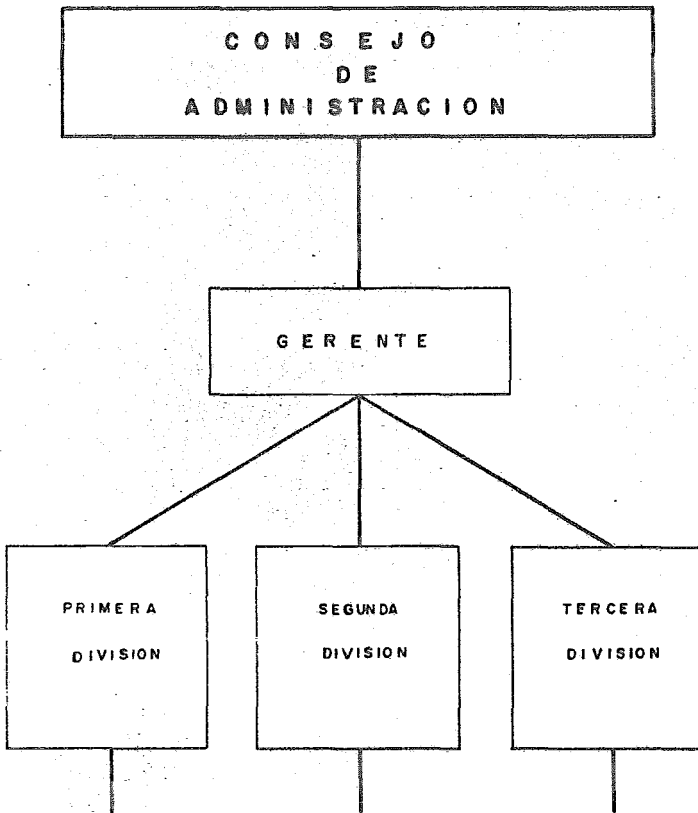 CONSEJO
DE
ADMINISTRACION
GERENTE
PRIMERA
DIVISION
SEGUNDA
DIVISION
TERCERA
DIVISION